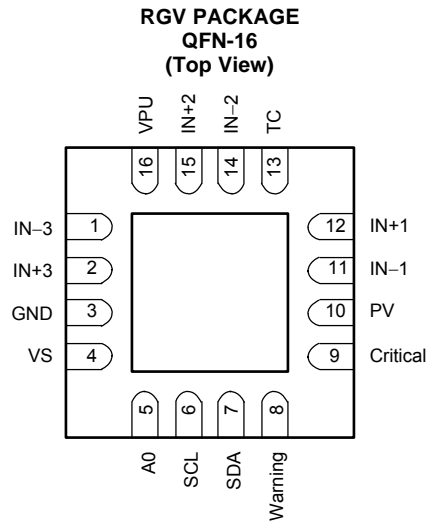 RGV PACKAGE
QFN-16
(Top View)
VPU
IN+2
IN−2
TC
16
15
14
13
IN−3 1
12 IN+1
IN+3 2
11 IN−1
GND 3
10 PV
VS 4
9 Critical
5
6
7
8
A0
SCL
SDA
Warning